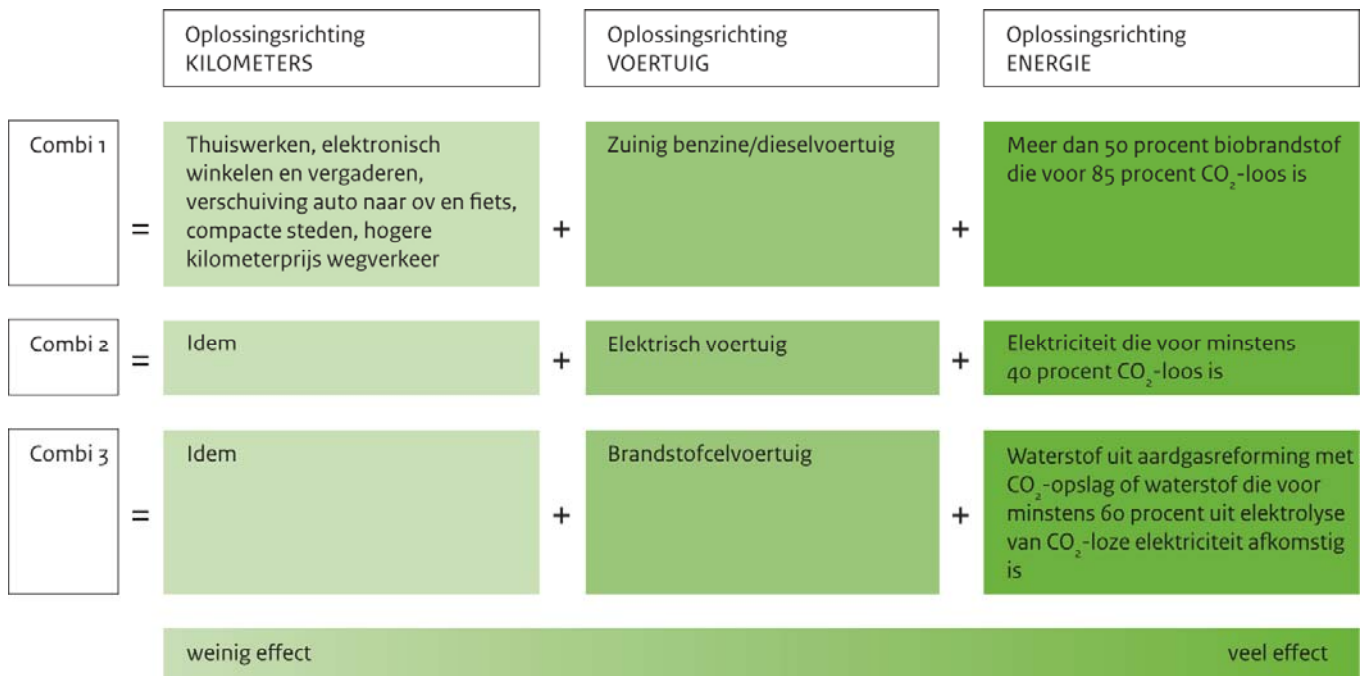 Oplossingsrichting
KILOMETERS
Oplossingsrichting
VOERTUIG
Oplossingsrichting
ENERGIE
Combi 1
=
Thuiswerken, elektronisch
winkelen en vergaderen,
verschuiving auto naar ov en fiets,
compacte steden, hogere
kilometerprijs wegverkeer
+
Zuinig benzine/dieselvoertuig
+
Meer dan 50 procent biobrandstof
die voor 85 procent CO₂-loos is
Combi 2
=
Idem
+
Elektrisch voertuig
+
Elektriciteit die voor minstens
40 procent CO₂-loos is
Combi 3
=
Idem
+
Brandstofcelvoertuig
+
Waterstof uit aardgasreforming met
CO₂-opslag of waterstof die voor
minstens 60 procent uit elektrolyse
van CO₂-loze elektriciteit afkomstig
is
weinig effect
veel effect